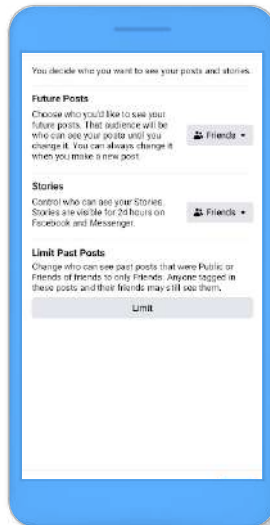 You decide who you want to see your posts and stories
Future Posts
Choose who you'd like to see your
future posts. That audience will be
who can see your posts until you
change it. You can always change it
when you make a new post.
Friends
Stories
Control who can see your Stories.
Stories are visible for 24 hours on
Facebook and Messenger.
Friends
Limit Past Posts
Change who can see past posts that were Public or
Friends of friends to only Friends. Anyone tagged in
these posts and their friends may still see them.
Limit